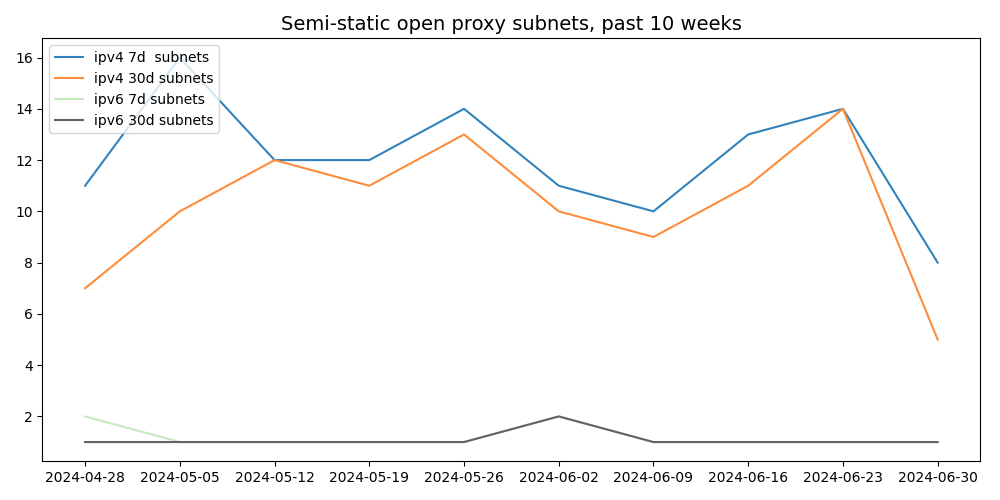 Semi-static open proxy subnets, past 10 weeks
ipv4 7d  subnets
ipv4 30d subnets
ipv6 7d subnets
ipv6 30d subnets
16
14
12
10
8
6
4
2
2024-04-28 2024-05-05 2024-05-12 2024-05-19 2024-05-26 2024-06-02 2024-06-09 2024-06-16 2024-06-23 2024-06-30